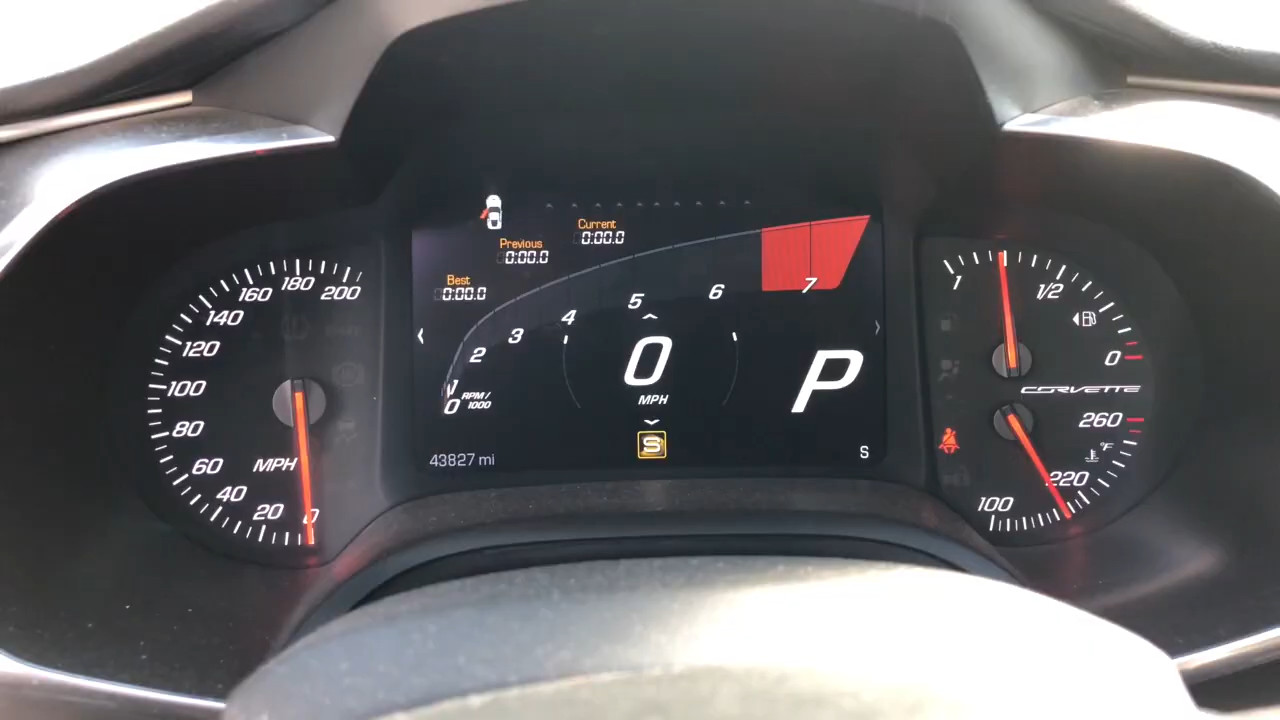 Current
0:00.0
Previous
0:00.0
Best
0:00.0
20 40 60 80 100 120 140 160 180 200
0
MPH
0 1 2 3 4 5 6 7
RPM/
1000
0
MPH
S
P
S
43827 mi
1 1/2 0
CORVETTE
260
°F
220
100